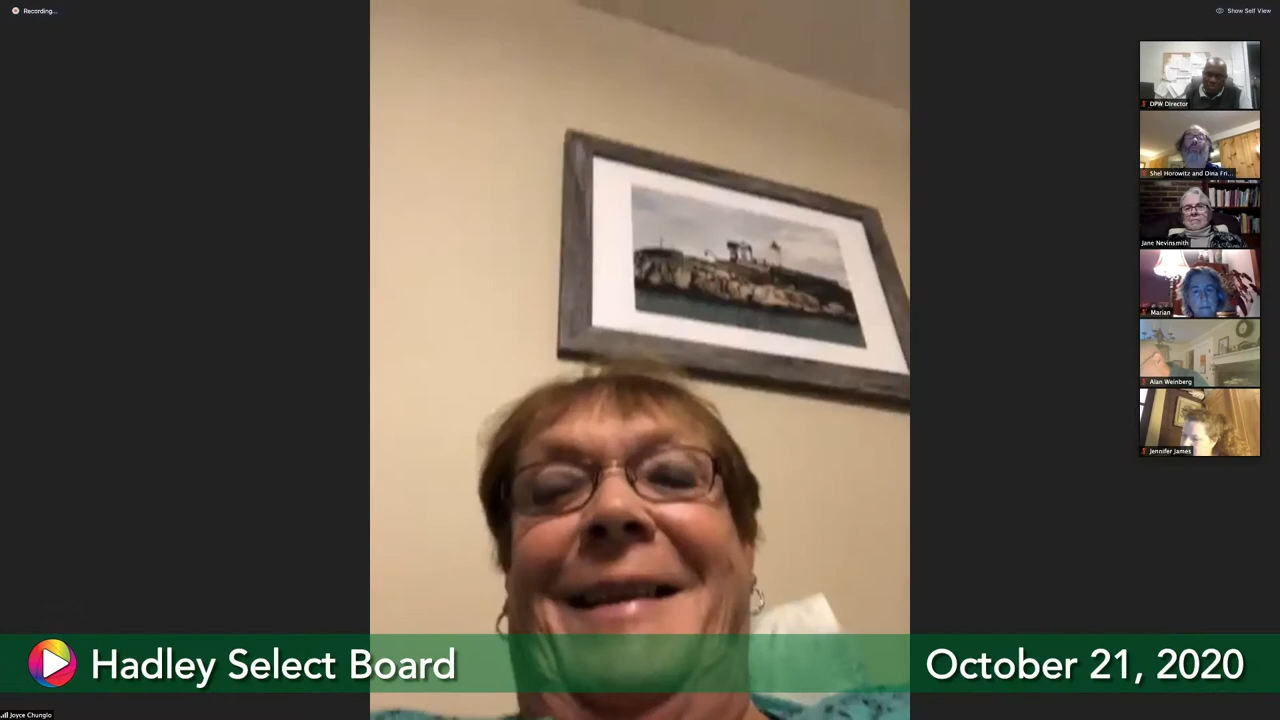 Recording...
Show Self View
DPW Director
Shel Horowitz and Dina Fri...
Jane Nevinsmith
Marian
Alan Weinberg
Jennifer James
Hadley Select Board
October 21, 2020
Joyce Chunglo